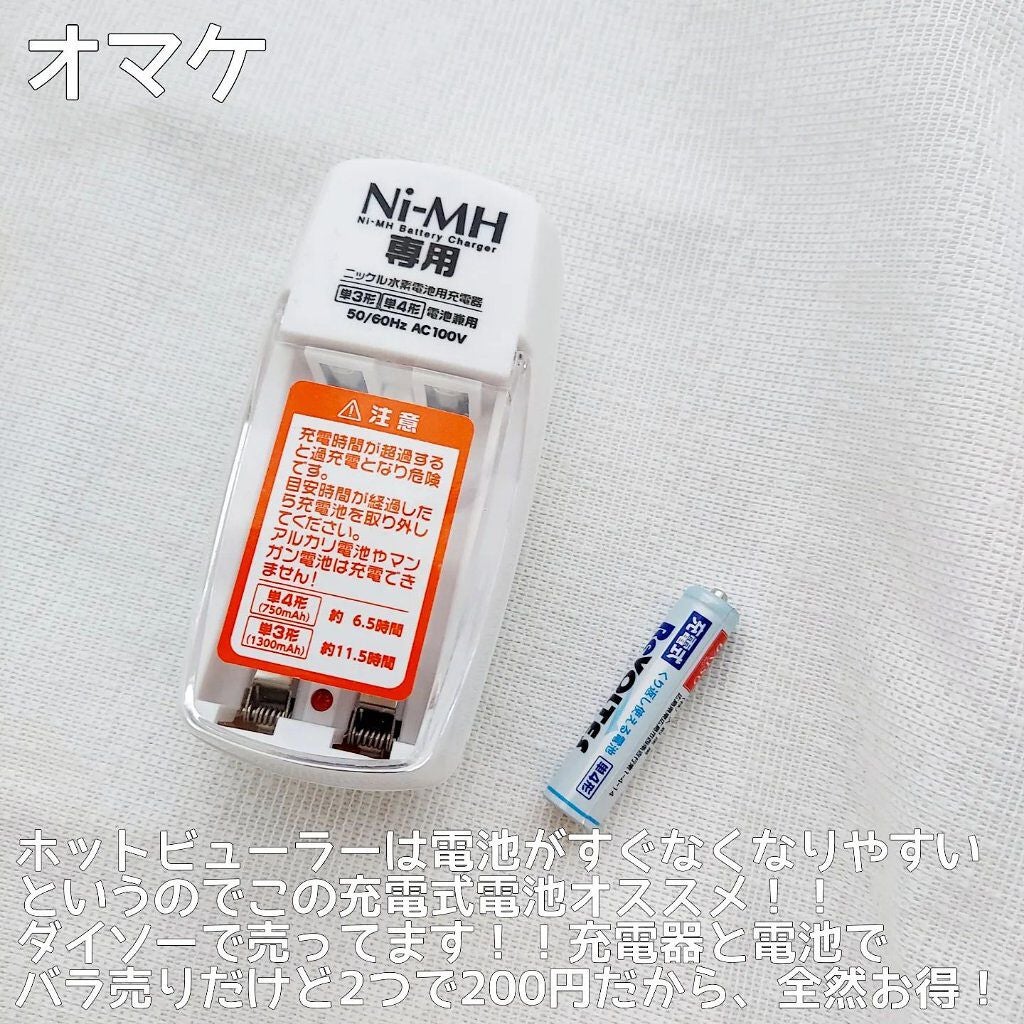 オマケ
Ni-MH
Ni-MH Battery Charger
専用
ニッケル水素電池用充電器
単3形 単4形 電池兼用
50/60Hz AC100V
⚠注意
充電時間が超過する
と過充電となり危険
です。
目安時間が経過した
ら充電池を取り外し
てください。
アルカリ電池やマン
ガン電池は充電でき
ません!
単4形 約 6.5時間
(750mAh)
単3形 約11.5時間
(1300mAh)
充電式
ReVOLTES
くり返し使える電池
単4形
ホットビューラーは電池がすぐなくなりやすい
というのでこの充電式電池オススメ!!
ダイソーで売ってます!!充電器と電池で
バラ売りだけど2つで200円だから、全然お得!